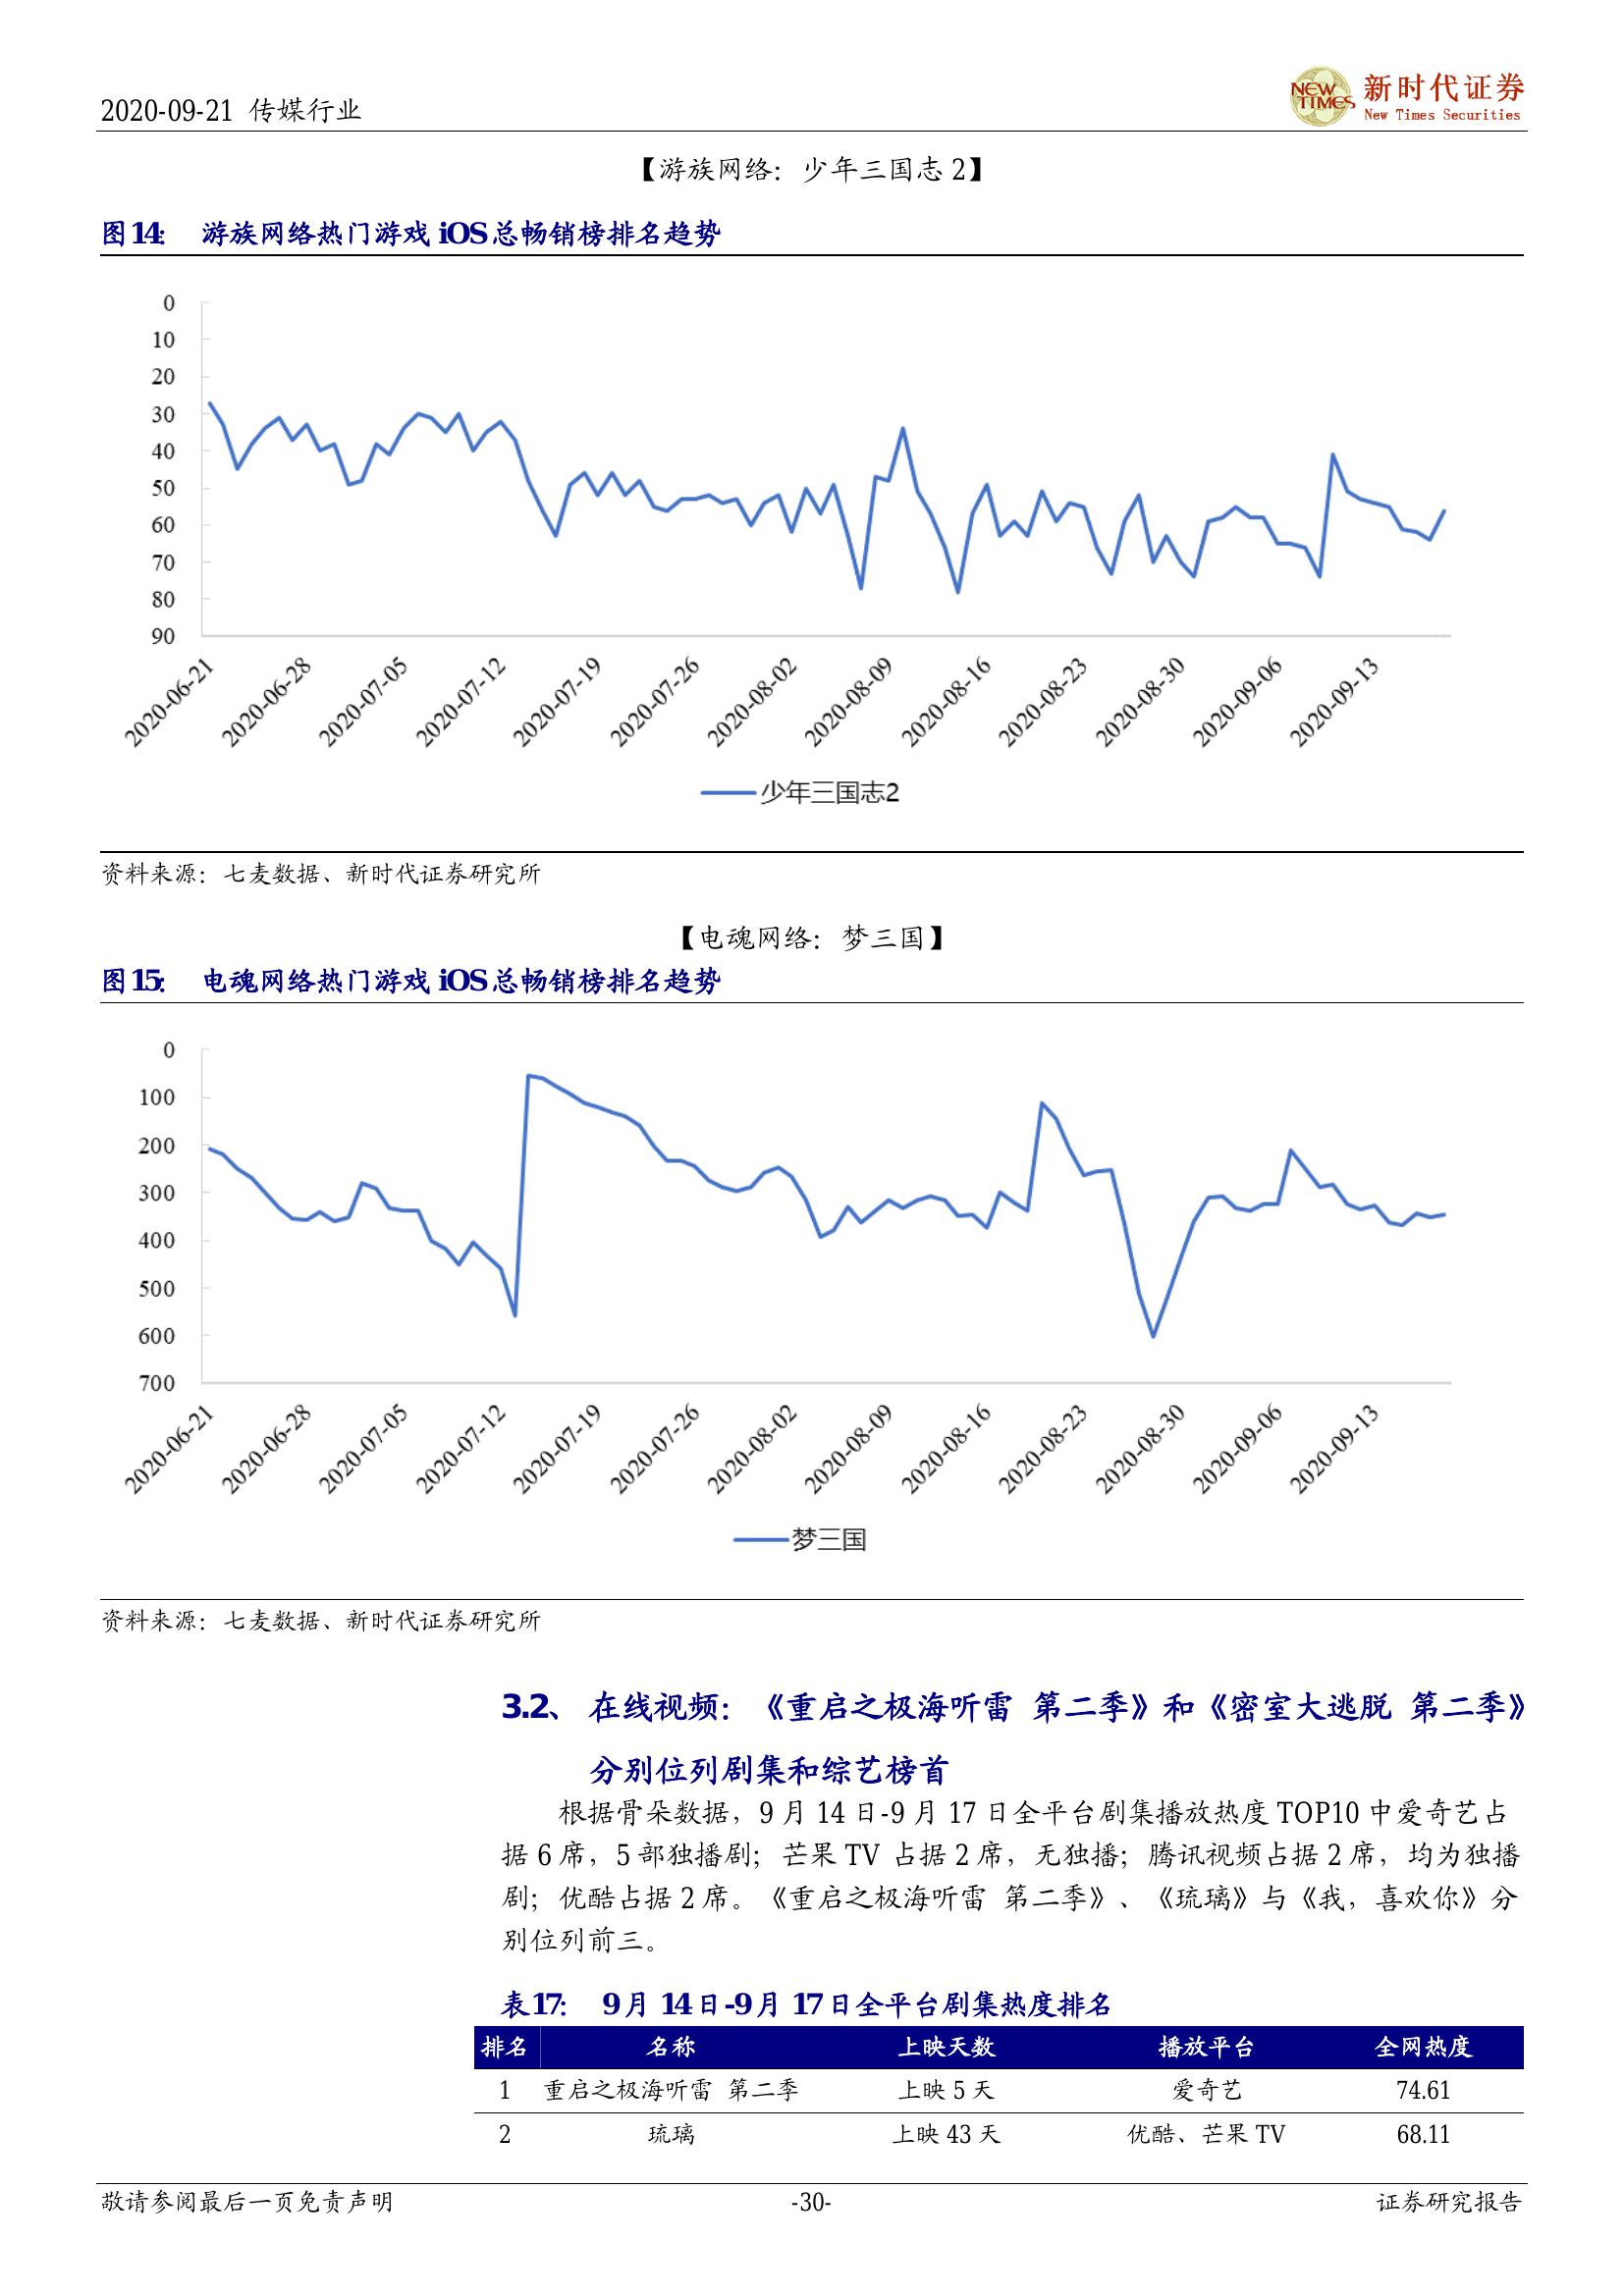 2020-09-21 传媒行业
NEW TIMES
新时代证券
New Times Securities
【游族网络：少年三国志 2】
图 14： 游族网络热门游戏 iOS 总畅销榜排名趋势
0
10
20
30
40
50
60
70
80
90
2020-06-21
2020-06-28
2020-07-05
2020-07-12
2020-07-19
2020-07-26
2020-08-02
2020-08-09
2020-08-16
2020-08-23
2020-08-30
2020-09-06
2020-09-13
少年三国志2
资料来源：七麦数据、新时代证券研究所
【电魂网络：梦三国】
图 15： 电魂网络热门游戏 iOS 总畅销榜排名趋势
0
100
200
300
400
500
600
700
2020-06-21
2020-06-28
2020-07-05
2020-07-12
2020-07-19
2020-07-26
2020-08-02
2020-08-09
2020-08-16
2020-08-23
2020-08-30
2020-09-06
2020-09-13
梦三国
资料来源：七麦数据、新时代证券研究所
3.2、 在线视频：《重启之极海听雷 第二季》和《密室大逃脱 第二季》
分别位列剧集和综艺榜首
根据骨朵数据，9 月 14 日-9 月 17 日全平台剧集播放热度 TOP10 中爱奇艺占
据 6 席，5 部独播剧；芒果 TV 占据 2 席，无独播；腾讯视频占据 2 席，均为独播
剧；优酷占据 2 席。《重启之极海听雷 第二季》、《琉璃》与《我，喜欢你》分
别位列前三。
表 17： 9 月 14 日-9 月 17 日全平台剧集热度排名
排名 名称 上映天数 播放平台 全网热度
1 重启之极海听雷 第二季 上映 5 天 爱奇艺 74.61
2 琉璃 上映 43 天 优酷、芒果 TV 68.11
敬请参阅最后一页免责声明 -30- 证券研究报告